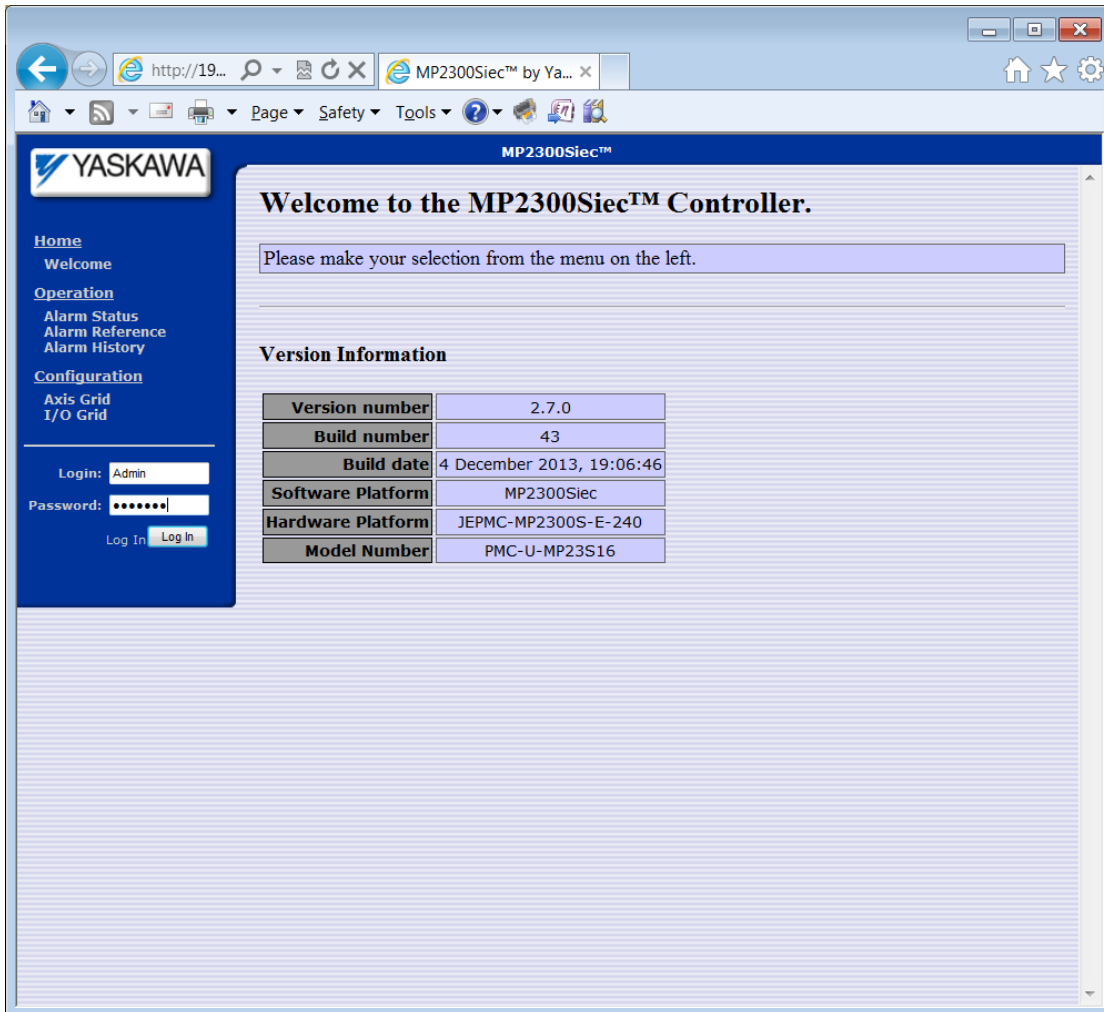 http://19...
MP2300Siec™ by Ya...
Page Safety Tools
YASKAWA
MP2300Siec™
Home
Welcome
Operation
Alarm Status
Alarm Reference
Alarm History
Configuration
Axis Grid
I/O Grid
Login: Admin
Password: •••••••
Log In Log In
Welcome to the MP2300Siec™ Controller.
Please make your selection from the menu on the left.
Version Information
Version number 2.7.0
Build number 43
Build date 4 December 2013, 19:06:46
Software Platform MP2300Siec
Hardware Platform JEPMC-MP2300S-E-240
Model Number PMC-U-MP23S16